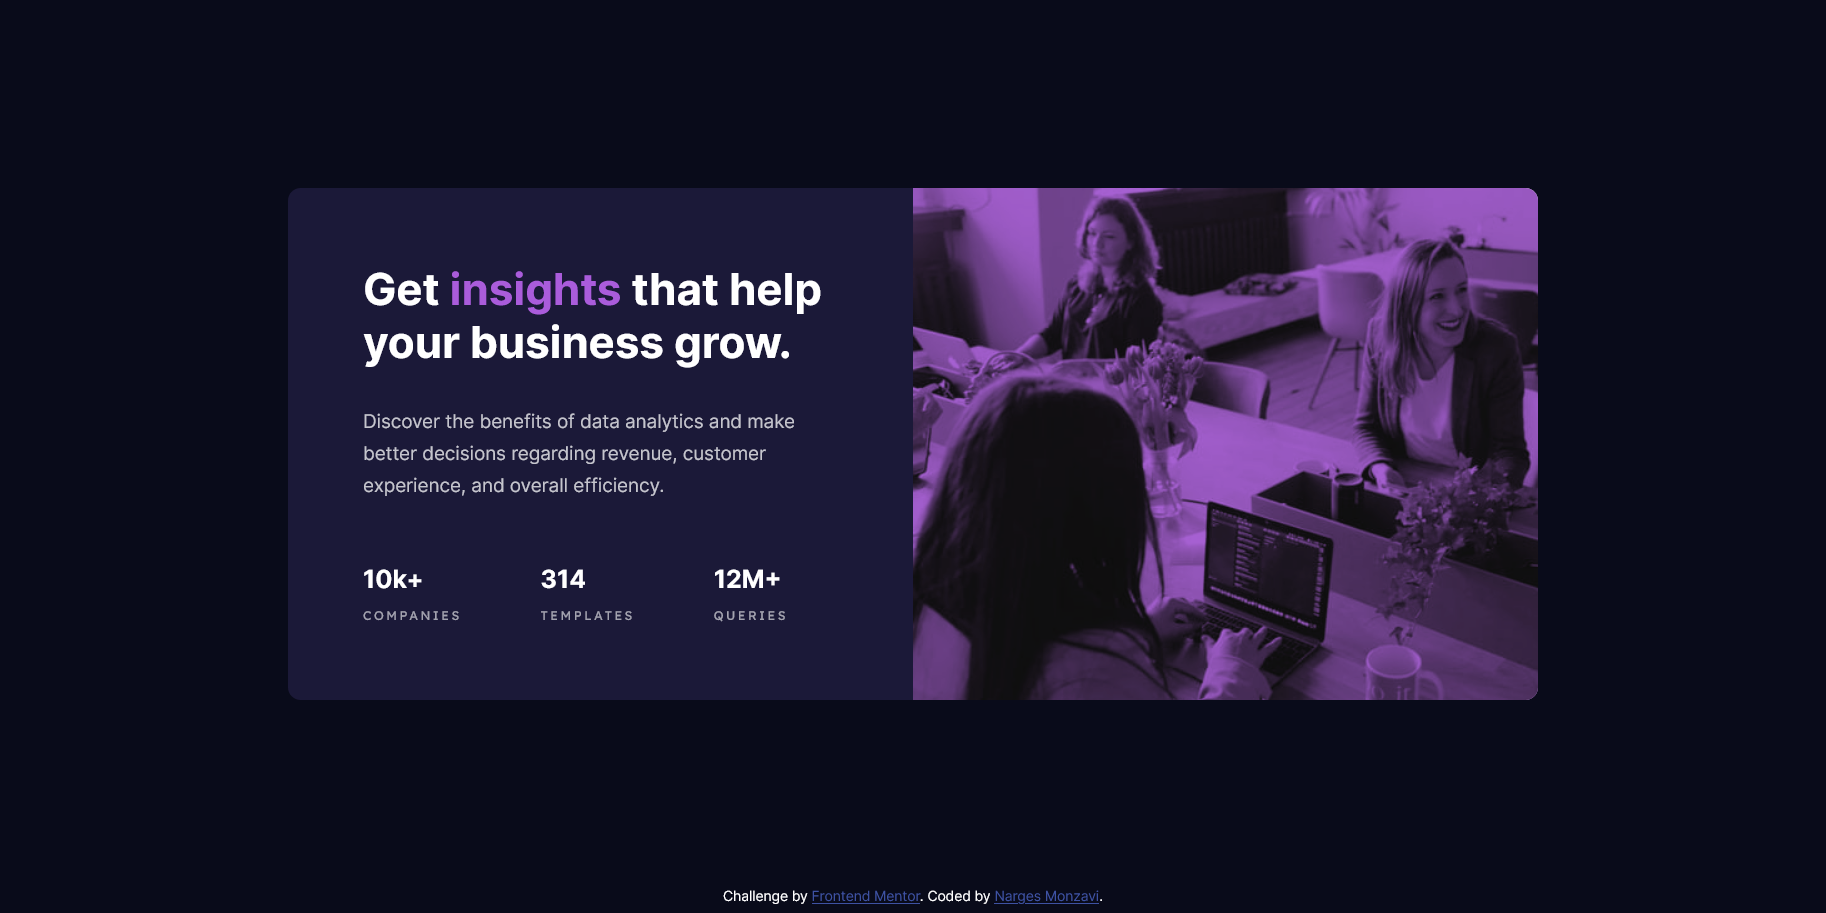 Get insights that help
your business grow.
Discover the benefits of data analytics and make
better decisions regarding revenue, customer
experience, and overall efficiency.
10k+ 314 12M+
COMPANIES TEMPLATES QUERIES
Challenge by Frontend Mentor. Coded by Narges Monzavi.